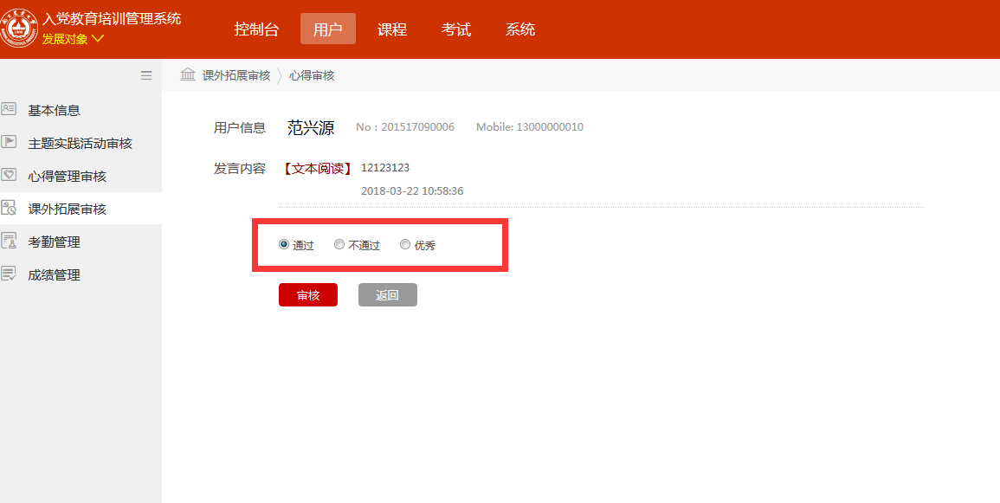 入党教育培训管理系统
发展对象
控制台 用户 课程 考试 系统
课外拓展审核 心得审核
基本信息
主题实践活动审核
心得管理审核
课外拓展审核
考勤管理
成绩管理
用户信息 范兴源 No : 201517090006 Mobile: 13000000010
发言内容 【文本阅读】 12123123
2018-03-22 10:58:36
通过 不通过 优秀
审核 返回